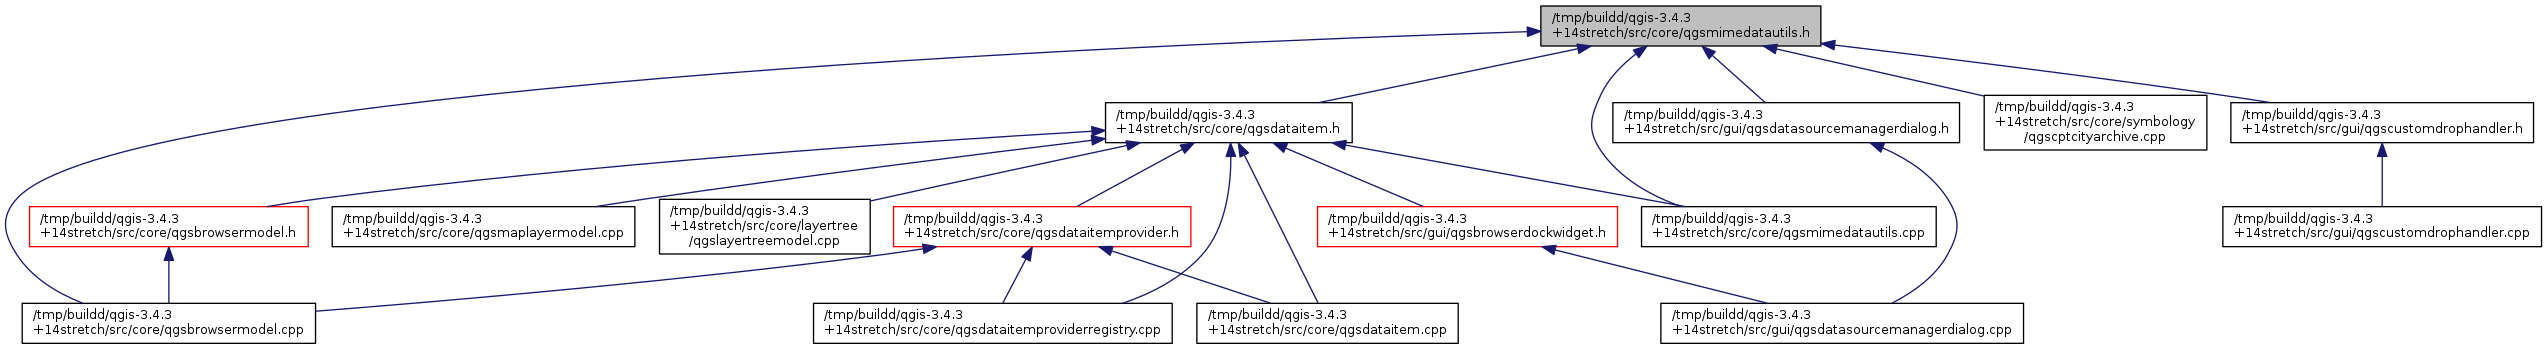 /tmp/buildd/qgis-3.4.3
+14stretch/src/core/qgsmimedatautils.h
/tmp/buildd/qgis-3.4.3
+14stretch/src/core/qgsdataitem.h
/tmp/buildd/qgis-3.4.3
+14stretch/src/gui/qgsdatasourcemanagerdialog.h
/tmp/buildd/qgis-3.4.3
+14stretch/src/core/symbology
/qgscptcityarchive.cpp
/tmp/buildd/qgis-3.4.3
+14stretch/src/gui/qgscustomdrophandler.h
/tmp/buildd/qgis-3.4.3
+14stretch/src/core/qgsbrowsermodel.h
/tmp/buildd/qgis-3.4.3
+14stretch/src/core/qgsmaplayermodel.cpp
/tmp/buildd/qgis-3.4.3
+14stretch/src/core/layertree
/qgslayertreemodel.cpp
/tmp/buildd/qgis-3.4.3
+14stretch/src/core/qgsdataitemprovider.h
/tmp/buildd/qgis-3.4.3
+14stretch/src/gui/qgsbrowserdockwidget.h
/tmp/buildd/qgis-3.4.3
+14stretch/src/core/qgsmimedatautils.cpp
/tmp/buildd/qgis-3.4.3
+14stretch/src/gui/qgscustomdrophandler.cpp
/tmp/buildd/qgis-3.4.3
+14stretch/src/core/qgsbrowsermodel.cpp
/tmp/buildd/qgis-3.4.3
+14stretch/src/core/qgsdataitemproviderregistry.cpp
/tmp/buildd/qgis-3.4.3
+14stretch/src/core/qgsdataitem.cpp
/tmp/buildd/qgis-3.4.3
+14stretch/src/gui/qgsdatasourcemanagerdialog.cpp